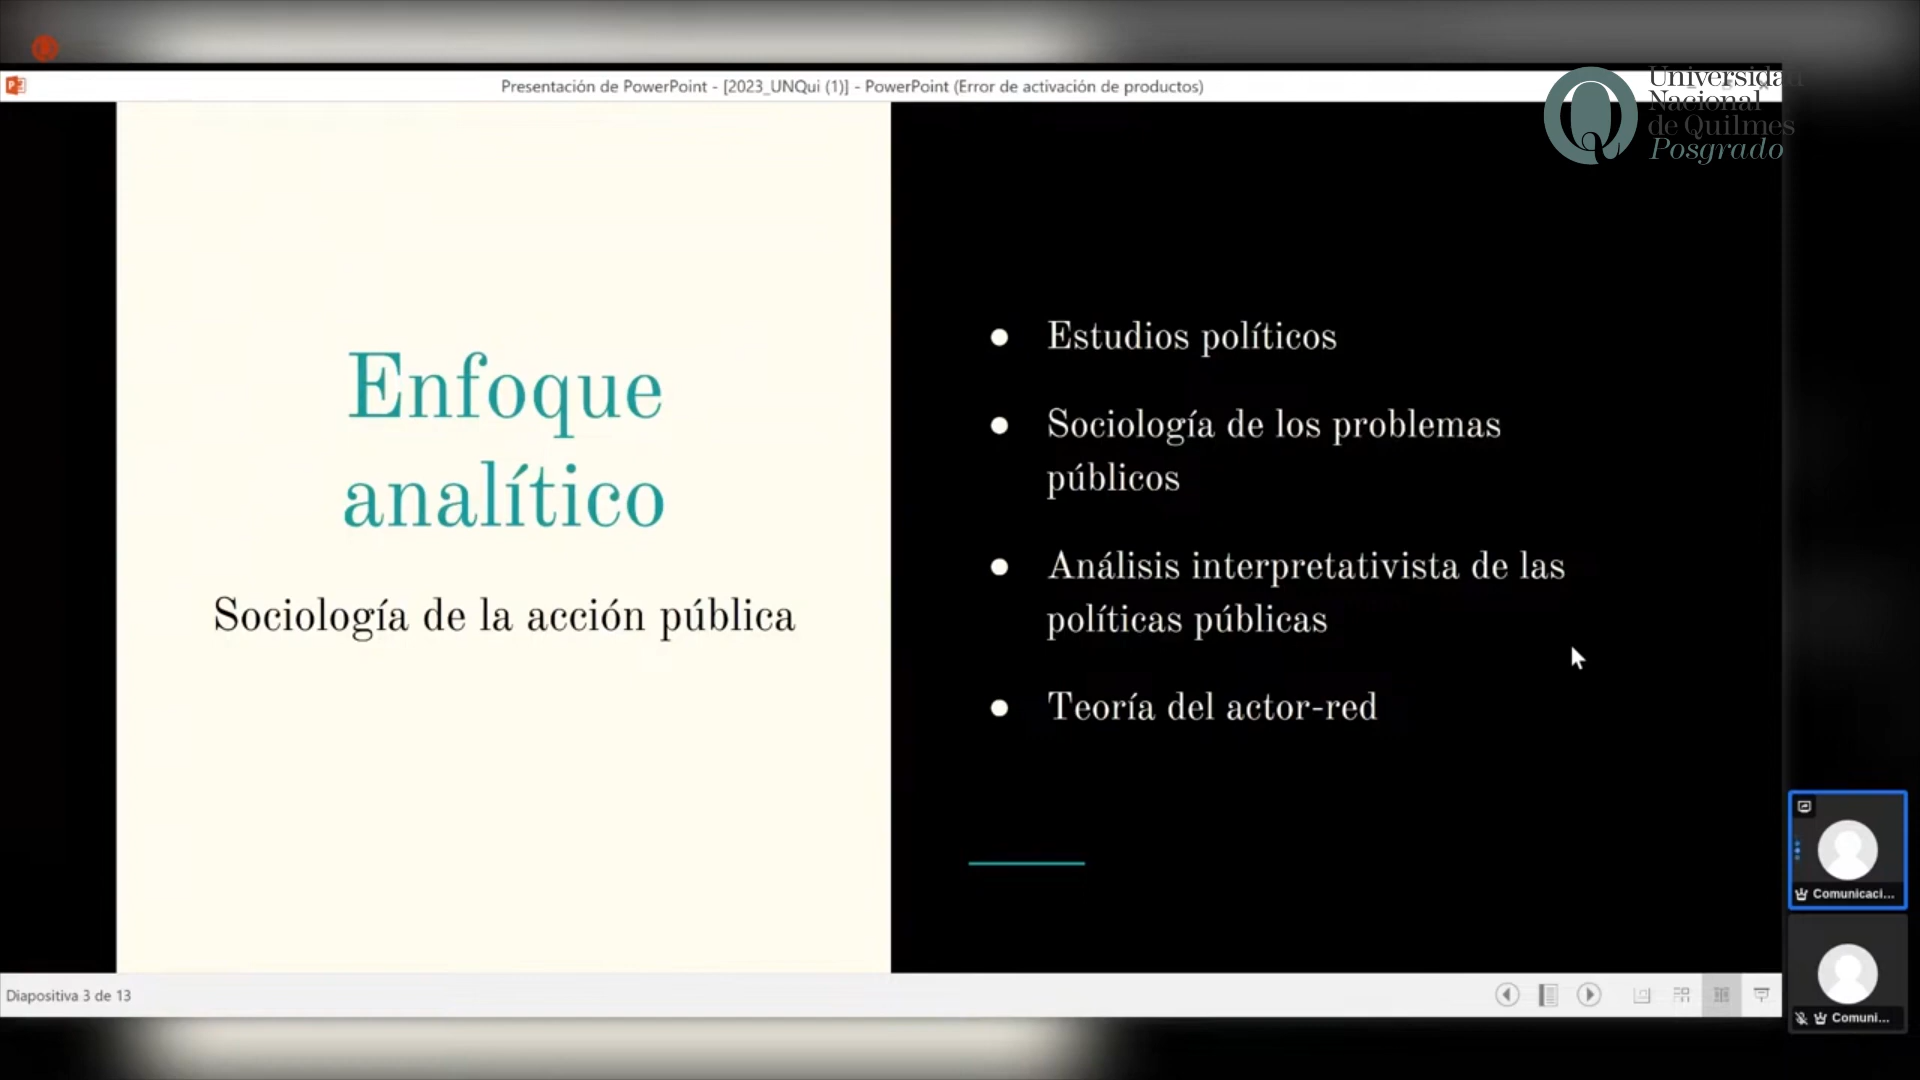 Presentación de PowerPoint - [2023_UNQui (1)] - PowerPoint (Error de activación de productos)
Universidad
Nacional
de Quilmes
Posgrado
Enfoque
analítico
Sociología de la acción pública
Estudios políticos
Sociología de los problemas
públicos
Análisis interpretativista de las
políticas públicas
Teoría del actor-red
Comunicaci...
Comuni...
Diapositiva 3 de 13